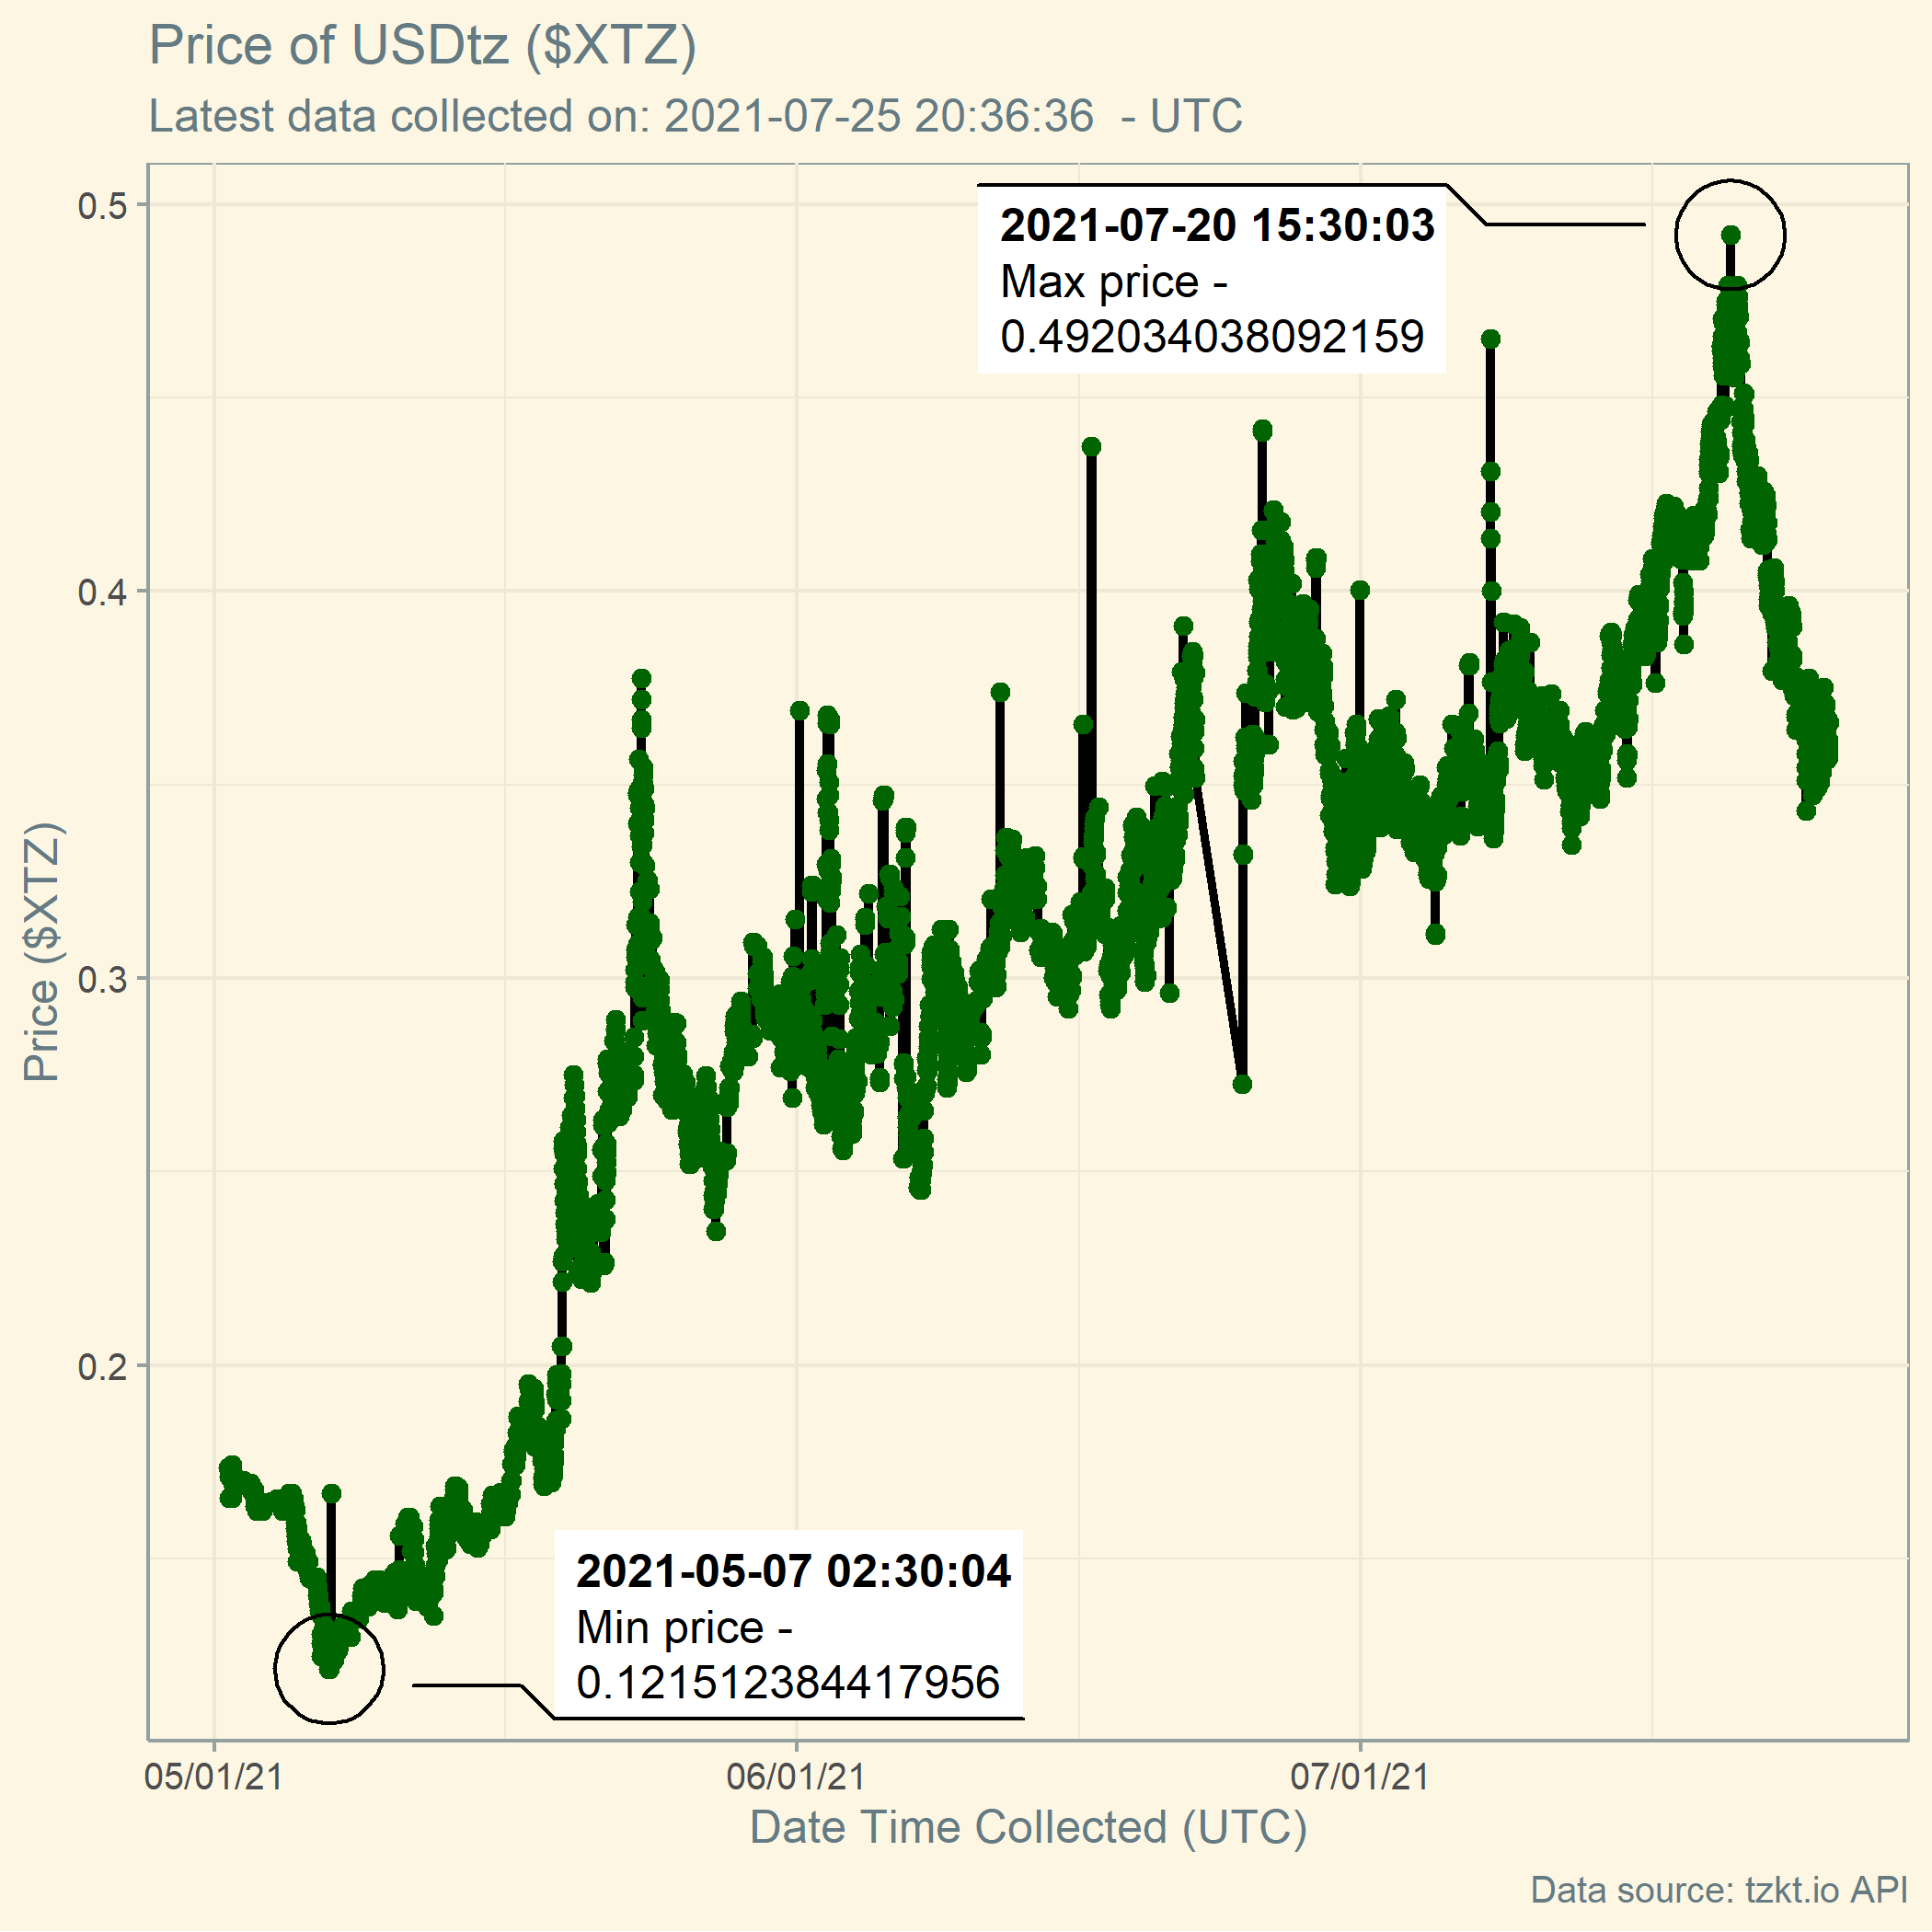 Price of USDtz ($XTZ)
Latest data collected on: 2021-07-25 20:36:36  - UTC
0.5
0.4
0.3
0.2
Price ($XTZ)
2021-07-20 15:30:03
Max price -
0.492034038092159
2021-05-07 02:30:04
Min price -
0.121512384417956
05/01/21
06/01/21
07/01/21
Date Time Collected (UTC)
Data source: tzkt.io API